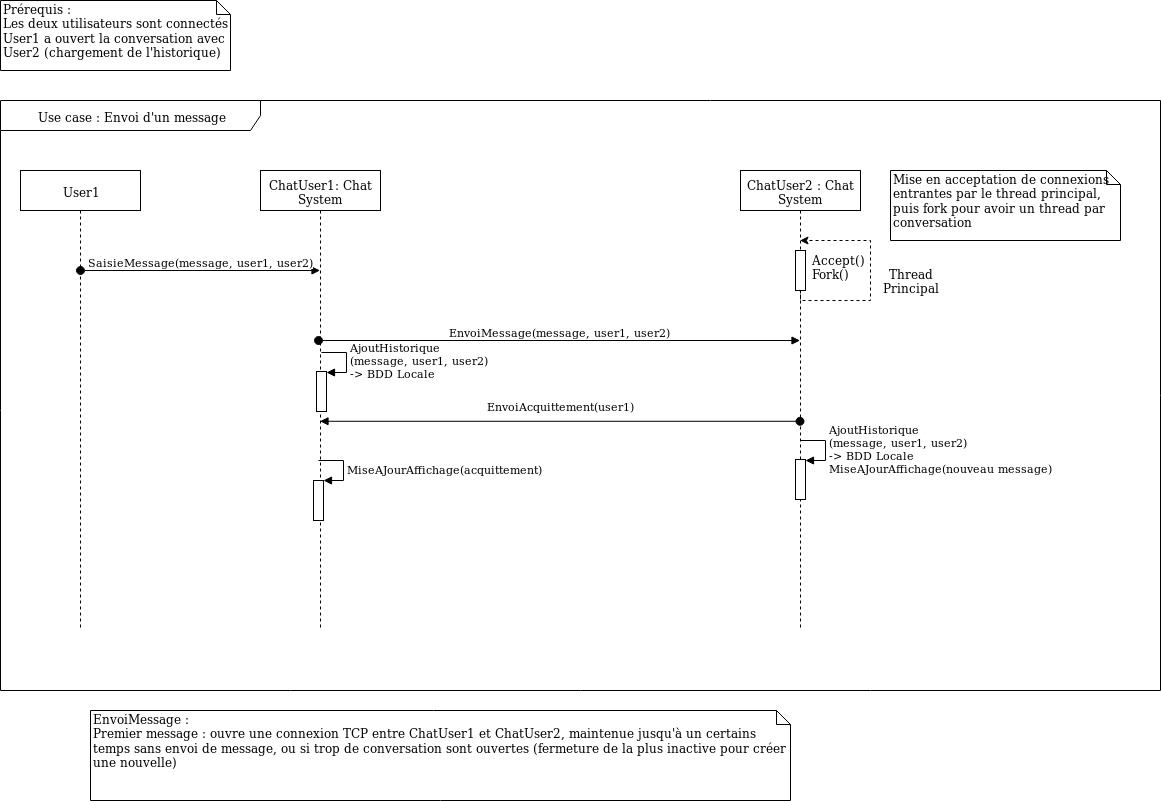 Prérequis :
Les deux utilisateurs sont connectés
User1 a ouvert la conversation avec
User2 (chargement de l'historique)
Use case : Envoi d'un message
User1
ChatUser1: Chat
System
ChatUser2 : Chat
System
Mise en acceptation de connexions
entrantes par le thread principal,
puis fork pour avoir un thread par
conversation
SaisieMessage(message, user1, user2)
Accept()
Fork()
Thread
Principal
EnvoiMessage(message, user1, user2)
AjoutHistorique
(message, user1, user2)
-> BDD Locale
EnvoiAcquittement(user1)
AjoutHistorique
(message, user1, user2)
-> BDD Locale
MiseAJourAffichage(nouveau message)
MiseAJourAffichage(acquittement)
EnvoiMessage :
Premier message : ouvre une connexion TCP entre ChatUser1 et ChatUser2, maintenue jusqu'à un certains
temps sans envoi de message, ou si trop de conversation sont ouvertes (fermeture de la plus inactive pour créer
une nouvelle)